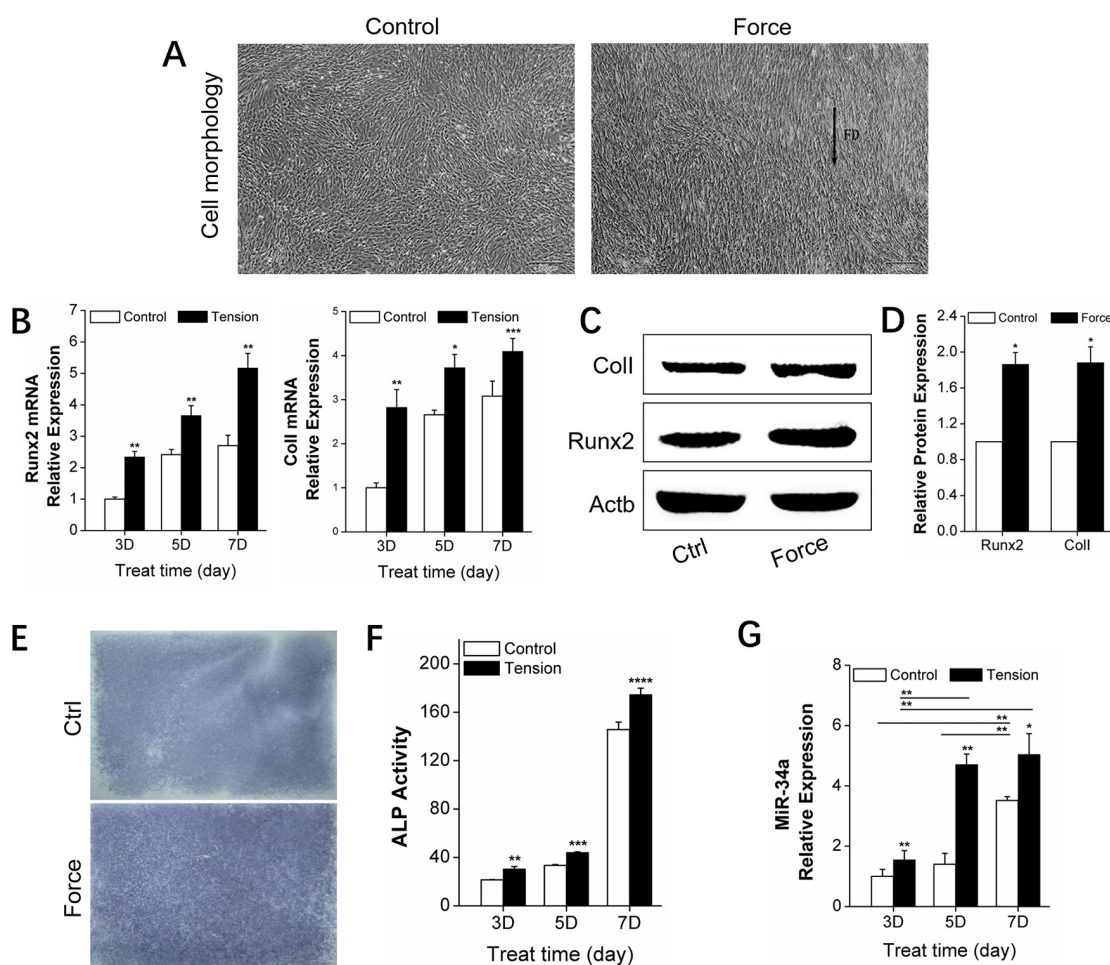 Control
Force
A
Cell morphology
FD
B
Control
Tension
Runx2 mRNA
Relative Expression
7
6
5
4
3
2
1
0
**
**
**
3D
5D
7D
Treat time (day)
Control
Tension
ColI mRNA
Relative Expression
5
4
3
2
1
0
**
*
***
3D
5D
7D
Treat time (day)
C
ColI
Runx2
Actb
Ctrl
Force
D
Control
Force
Relative Protein Expression
2.4
2.0
1.6
1.2
0.8
0.4
0.0
*
*
Runx2
ColI
E
Ctrl
Force
F
Control
Tension
ALP Activity
200
160
120
80
40
0
**
***
****
3D
5D
7D
Treat time (day)
G
Control
Tension
MiR-34a
Relative Expression
8
6
4
2
0
**
**
**
**
**
**
*
3D
5D
7D
Treat time (day)